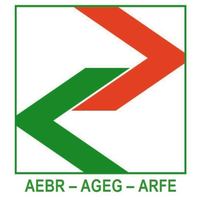 AEBR – AGEG – ARFE